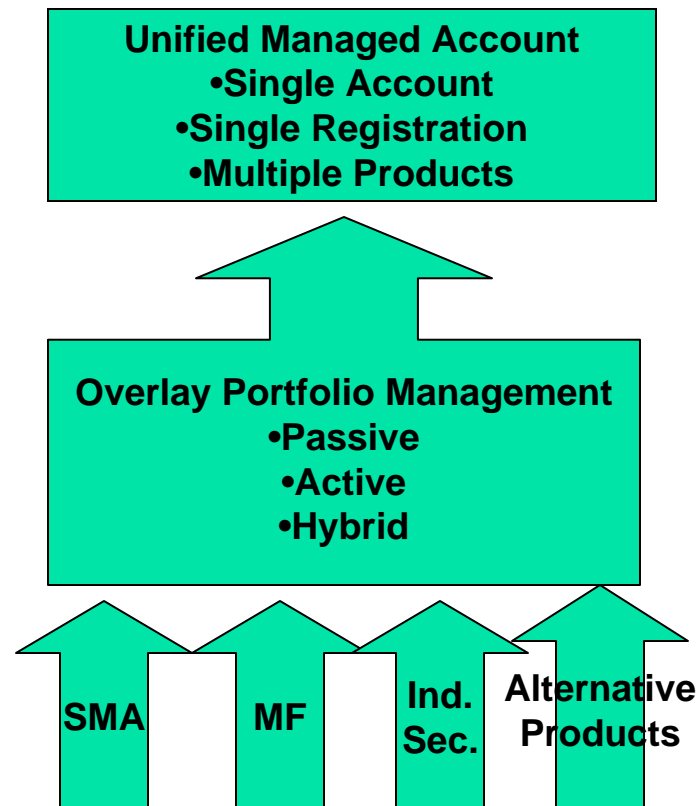 Unified Managed Account
•Single Account
•Single Registration
•Multiple Products
Overlay Portfolio Management
•Passive
•Active
•Hybrid
SMA
MF
Ind.
Sec.
Alternative
Products